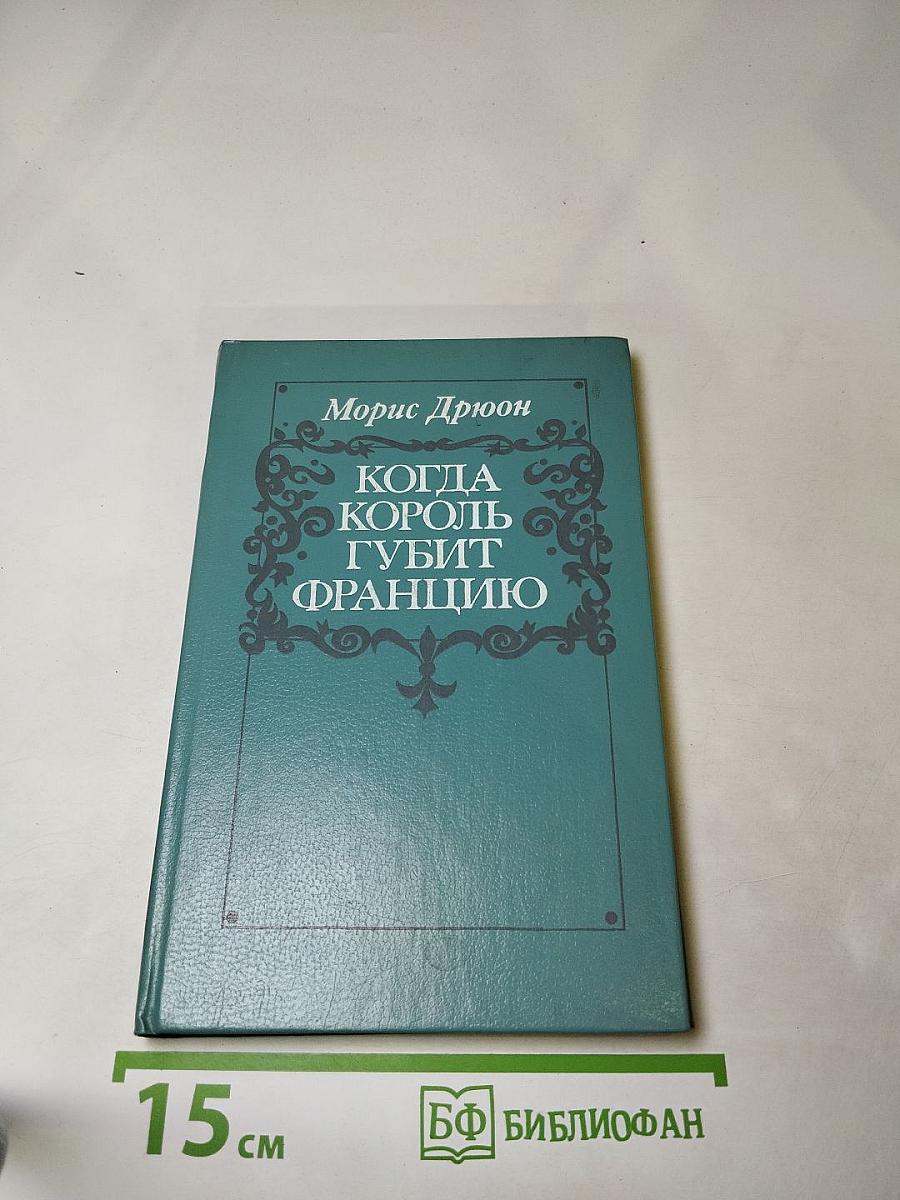 Морис Дрюон
КОГДА
КОРОЛЬ
ГУБИТ
ФРАНЦИЮ
15 см
БФ БИБЛИОФАН